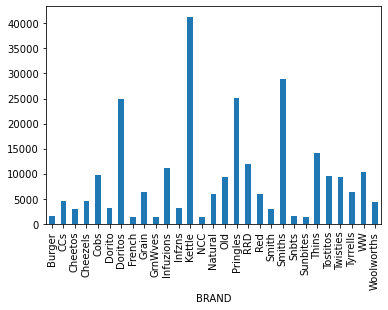 40000
35000
30000
25000
20000
15000
10000
5000
0
Burger
CCs
Cheetos
Cheezels
Cobs
Dorito
Doritos
French
Grain
GrnWves
Infuzions
Infzns
Kettle
NCC
Natural
Old
Pringles
RRD
Red
Smith
Smiths
Snbts
Sunbites
Thins
Tostitos
Twisties
Tyrrells
WW
Woolworths
BRAND